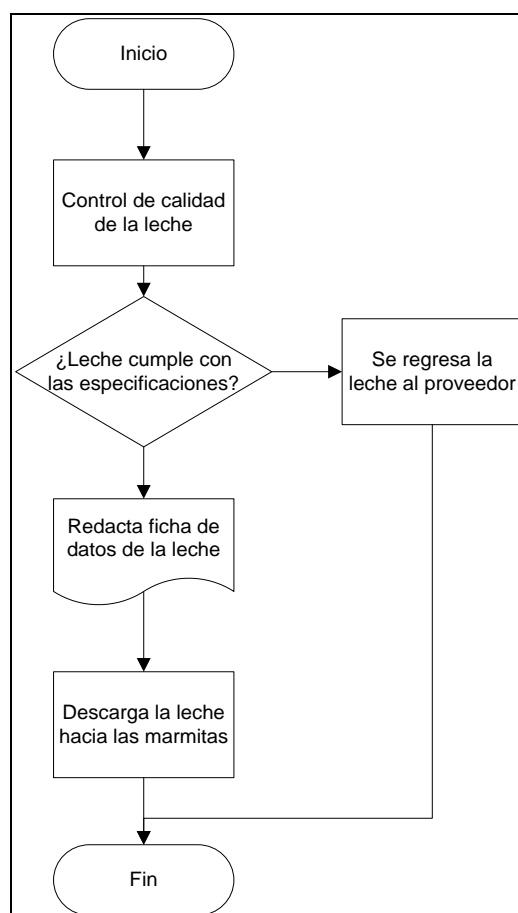 Inicio
Control de calidad
de la leche
¿Leche cumple con
las especificaciones?
Se regresa la
leche al proveedor
Redacta ficha de
datos de la leche
Descarga la leche
hacia las marmitas
Fin